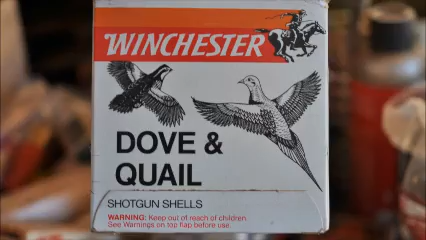 WINCHESTER
DOVE &
QUAIL
SHOTGUN SHELLS
WARNING: Keep out of reach of children.
See Warnings on top flap before use.